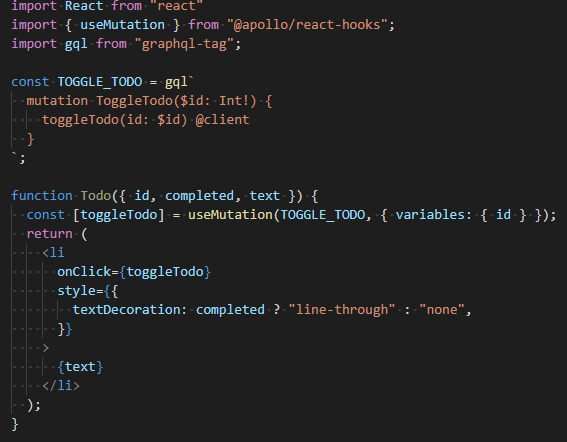 import React from "react"
import { useMutation } from "@apollo/react-hooks";
import gql from "graphql-tag";

const TOGGLE_TODO = gql`
  mutation ToggleTodo($id: Int!) {
    toggleTodo(id: $id) @client
  }
`;

function Todo({ id, completed, text }) {
  const [toggleTodo] = useMutation(TOGGLE_TODO, { variables: { id } });
  return (
    <li
      onClick={toggleTodo}
      style={{
        textDecoration: completed ? "line-through" : "none",
      }}
    >
      {text}
    </li>
  );
}